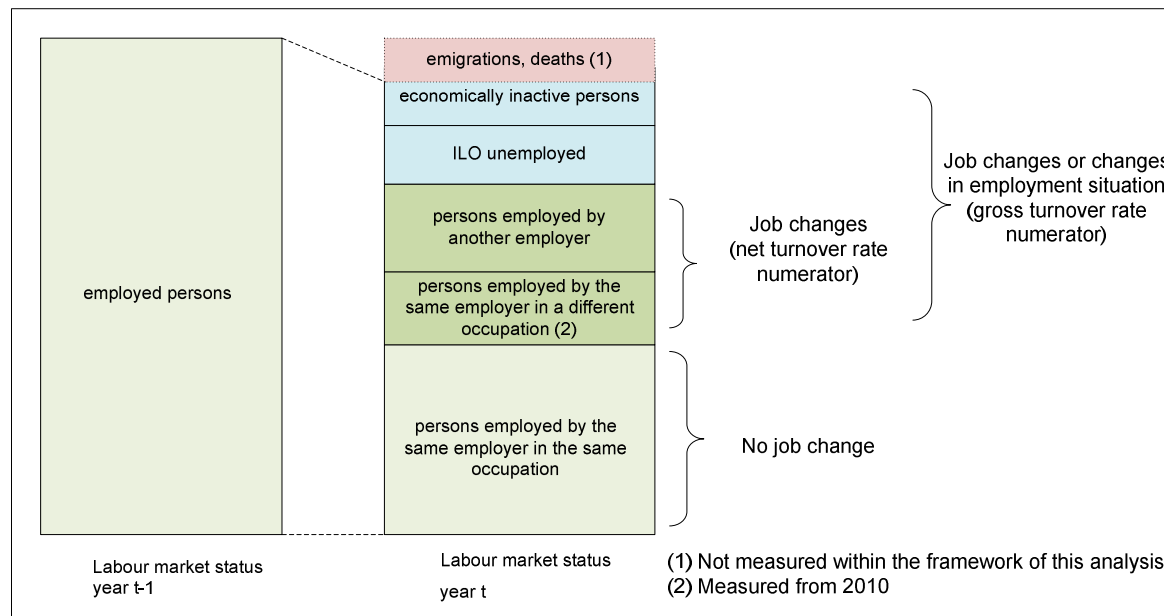 emigrations, deaths (1)
economically inactive persons
ILO unemployed
persons employed by
another employer
persons employed by the
same employer in a different
occupation (2)
persons employed by the
same employer in the same
occupation
employed persons
Job changes
(net turnover rate
numerator)
Job changes or changes
in employment situation
(gross turnover rate
numerator)
No job change
Labour market status
year t-1
Labour market status
year t
(1) Not measured within the framework of this analysis
(2) Measured from 2010